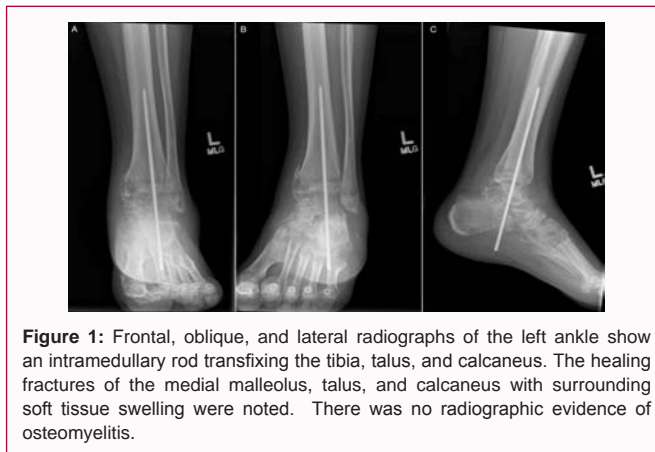 A
B
C
L
MLG
L
MLG
L
MLG
Figure 1: Frontal, oblique, and lateral radiographs of the left ankle show
an intramedullary rod transfixing the tibia, talus, and calcaneus. The healing
fractures of the medial malleolus, talus, and calcaneus with surrounding
soft tissue swelling were noted. There was no radiographic evidence of
osteomyelitis.